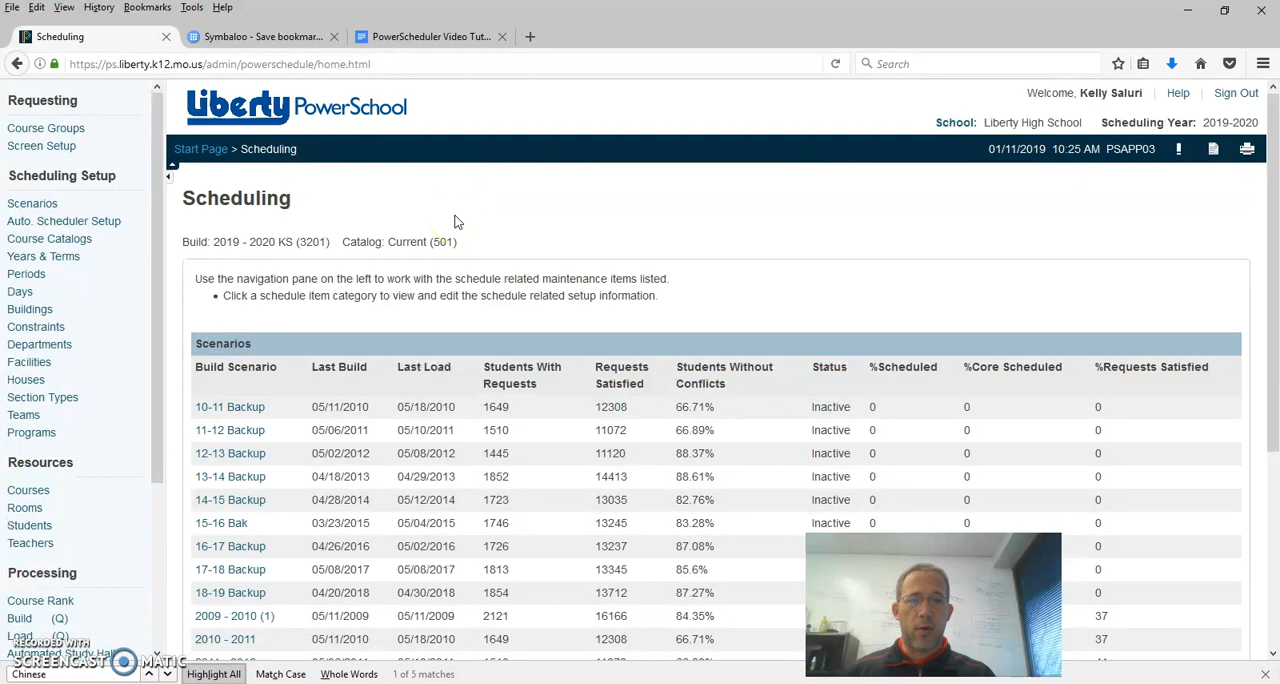 File Edit View History Bookmarks Tools Help
Scheduling
Symbaloo - Save bookmar...
PowerScheduler Video Tut...
https://ps.liberty.k12.mo.us/admin/powerschedule/home.html
Search
Requesting
Course Groups
Screen Setup
Scheduling Setup
Scenarios
Auto. Scheduler Setup
Course Catalogs
Years & Terms
Periods
Days
Buildings
Constraints
Departments
Facilities
Houses
Section Types
Teams
Programs
Resources
Courses
Rooms
Students
Teachers
Processing
Course Rank
Build (Q)
Load (Q)
Automated Study Hall
Liberty PowerSchool
Welcome, Kelly Saluri Help Sign Out
School: Liberty High School Scheduling Year: 2019-2020
Start Page > Scheduling 01/11/2019 10:25 AM PSAPP03
Scheduling
Build: 2019 - 2020 KS (3201) Catalog: Current (501)
Use the navigation pane on the left to work with the schedule related maintenance items listed.
• Click a schedule item category to view and edit the schedule related setup information.
Scenarios
Build Scenario Last Build Last Load Students With Requests Requests Satisfied Students Without Conflicts Status %Scheduled %Core Scheduled %Requests Satisfied
10-11 Backup 05/11/2010 05/18/2010 1649 12308 66.71% Inactive 0 0 0
11-12 Backup 05/06/2011 05/10/2011 1510 11072 66.89% Inactive 0 0 0
12-13 Backup 05/02/2012 05/08/2012 1445 11120 88.37% Inactive 0 0 0
13-14 Backup 04/18/2013 04/29/2013 1852 14413 88.61% Inactive 0 0 0
14-15 Backup 04/28/2014 05/12/2014 1723 13035 82.76% Inactive 0 0 0
15-16 Bak 03/23/2015 05/04/2015 1746 13245 83.28% Inactive 0 0 0
16-17 Backup 04/26/2016 05/02/2016 1726 13237 87.08% 0
17-18 Backup 05/08/2017 05/08/2017 1813 13345 85.6% 0
18-19 Backup 04/20/2018 04/30/2018 1854 13712 87.27% 0
2009 - 2010 (1) 05/11/2009 05/11/2009 2121 16166 84.35% 37
2010 - 2011 05/11/2010 05/18/2010 1649 12308 66.71% 37
RECORDED WITH
SCREENCAST MATIC
Chinese
Highlight All Match Case Whole Words 1 of 5 matches